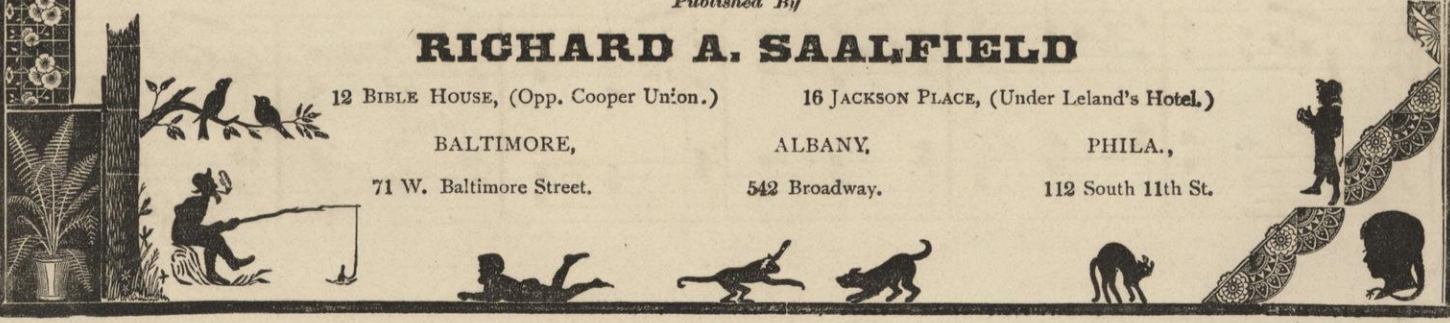 Published By
RICHARD A. SAALFIELD
12 BIBLE HOUSE, (Opp. Cooper Union.) 16 JACKSON PLACE, (Under Leland's Hotel.)
BALTIMORE, ALBANY, PHILA.,
71 W. Baltimore Street. 542 Broadway. 112 South 11th St.